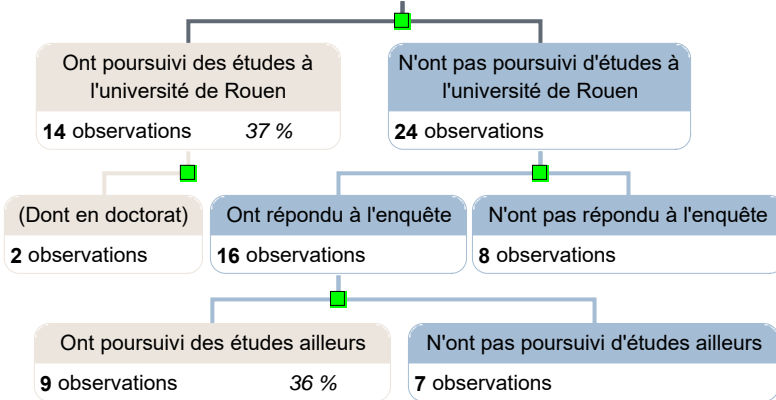 Ont poursuivi des études à
l'université de Rouen
14 observations 37 %
N'ont pas poursuivi d'études à
l'université de Rouen
24 observations
(Dont en doctorat)
2 observations
Ont répondu à l'enquête
16 observations
N'ont pas répondu à l'enquête
8 observations
Ont poursuivi des études ailleurs
9 observations 36 %
N'ont pas poursuivi d'études ailleurs
7 observations